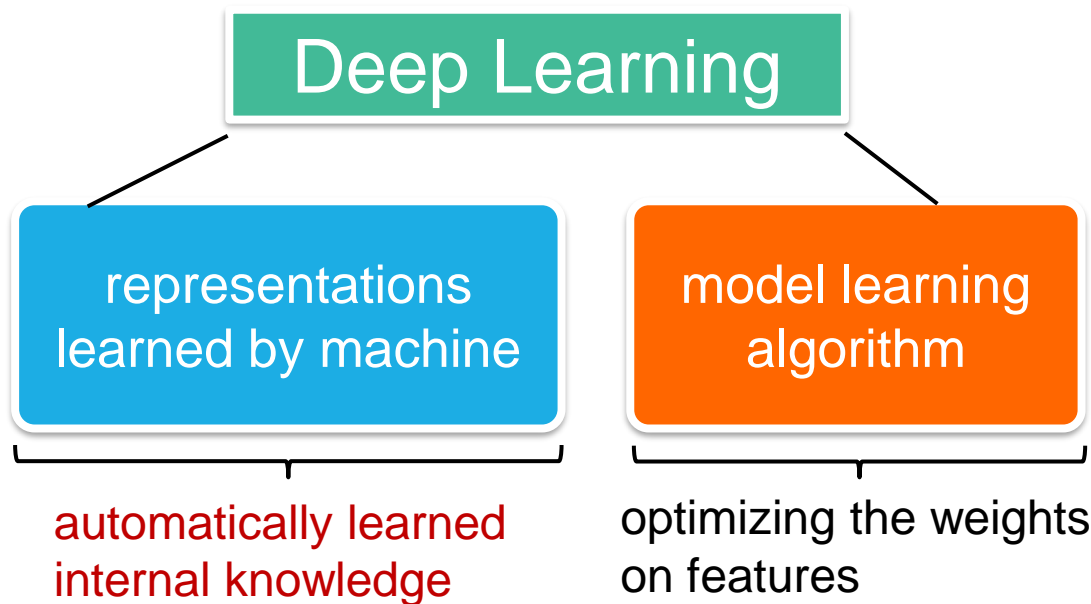 Deep Learning
representations
learned by machine
model learning
algorithm
automatically learned
internal knowledge
optimizing the weights
on features